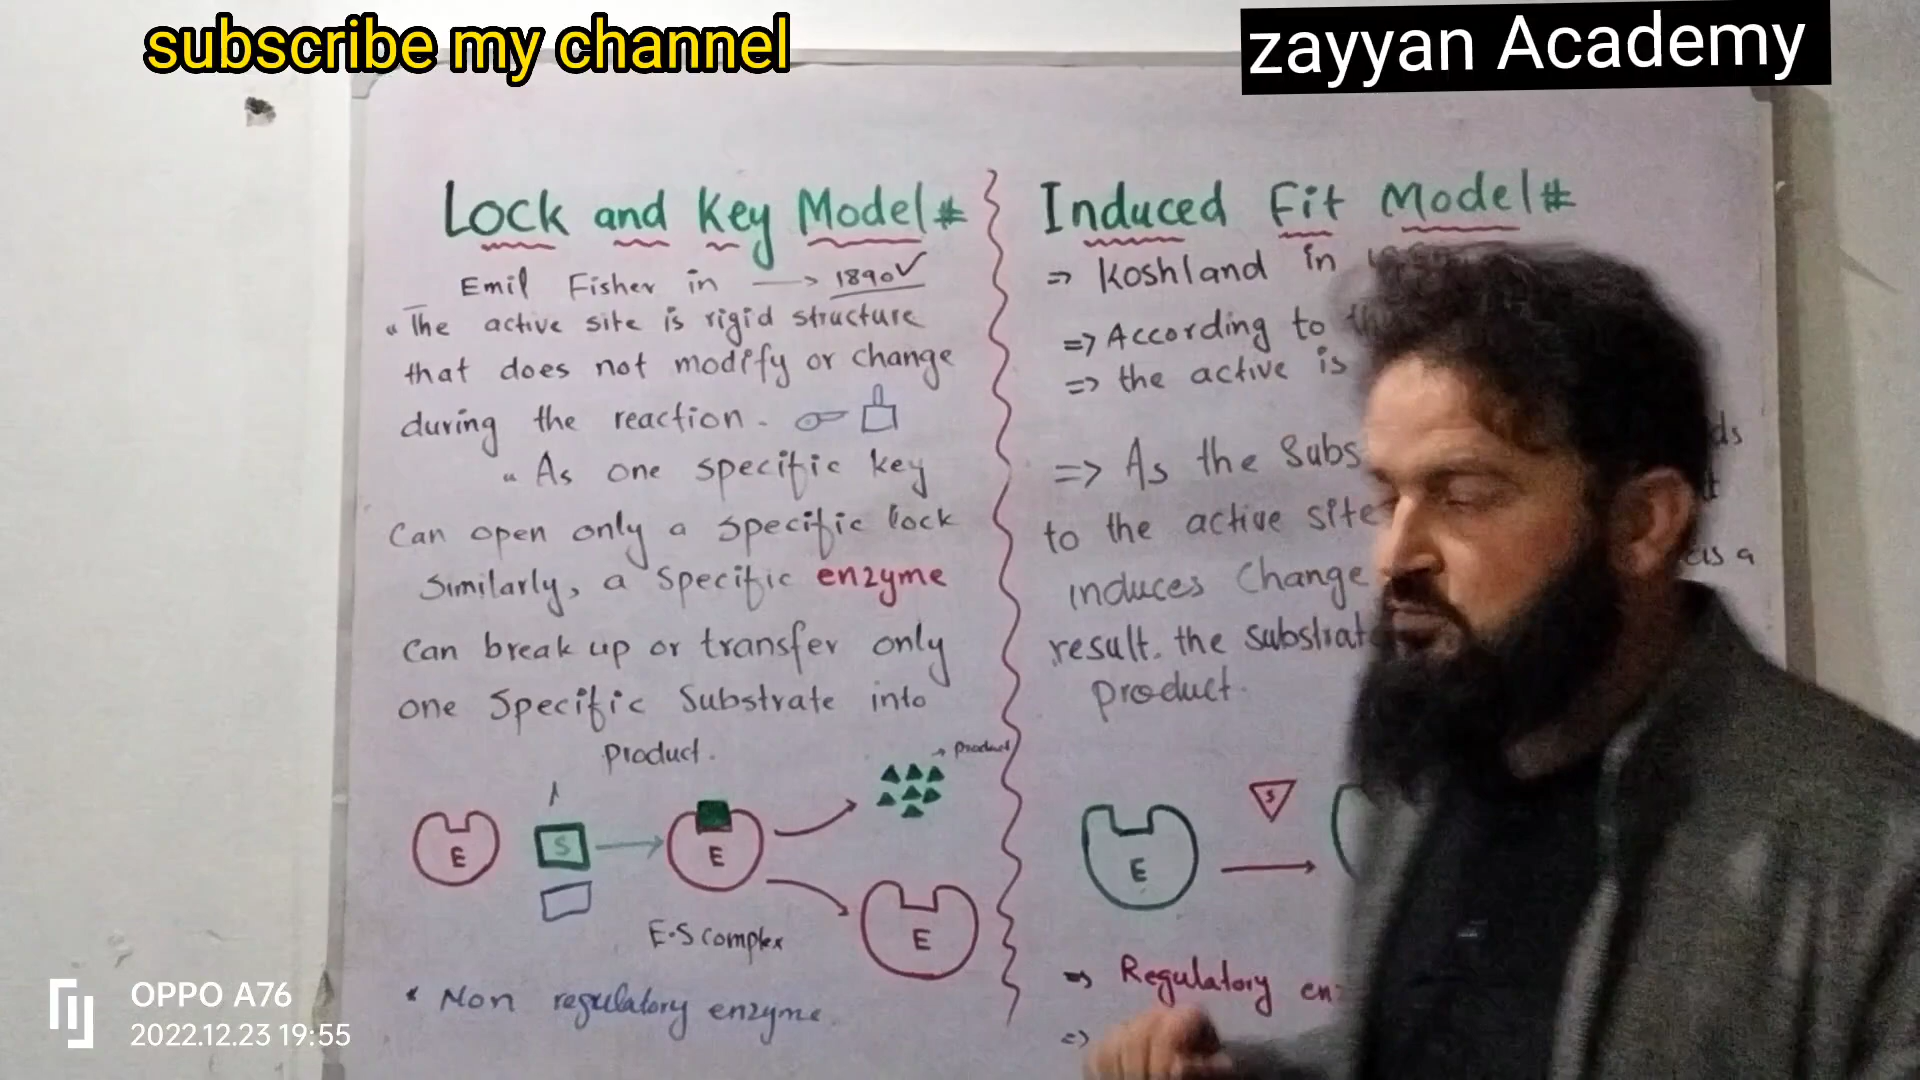 subscribe my channel
zayyan Academy
Lock and Key Model #
Emil Fisher in → 1890 ✓
" The active site is rigid structure
that does not modify or change
during the reaction.
" As one specific key
Can open only a specific lock
Similarly, a specific enzyme
Can break up or transfer only
one Specific Substrate into
product.
→ product
E
S
E
E
E.S complex
* Non regulatory enzyme
Induced Fit Model #
⇒ Koshland in
⇒ According to
⇒ the active is
⇒ As the
to the active site
induces Change
result. the
product.
E
S
⇒ Regulatory
⇒
is a
OPPO A76
2022.12.23 19:55